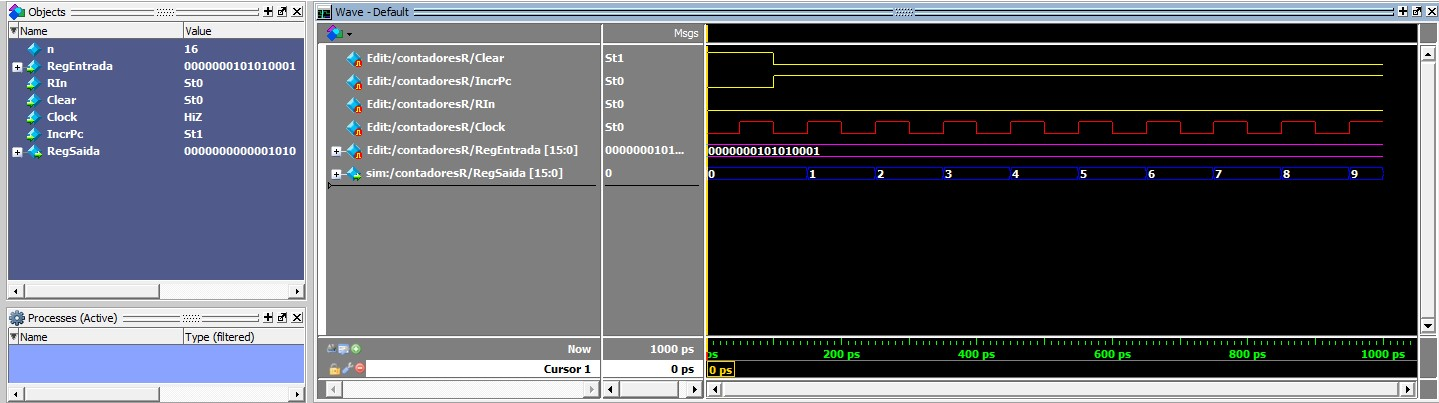 Objects
Name Value
n 16
RegEntrada 0000000101010001
RIn St0
Clear St0
Clock HiZ
IncrPc St1
RegSaida 0000000000001010
Processes (Active)
Name Type (filtered)
Wave - Default
Msgs
Edit:/contadoresR/Clear St1
Edit:/contadoresR/IncrPc St0
Edit:/contadoresR/RIn St0
Edit:/contadoresR/Clock St0
Edit:/contadoresR/RegEntrada [15:0] 0000000101... 0000000101010001
sim:/contadoresR/RegSaida [15:0] 0 0 1 2 3 4 5 6 7 8 9
Now 1000 ps ps 200 ps 400 ps 600 ps 800 ps 1000 ps
Cursor 1 0 ps 0 ps